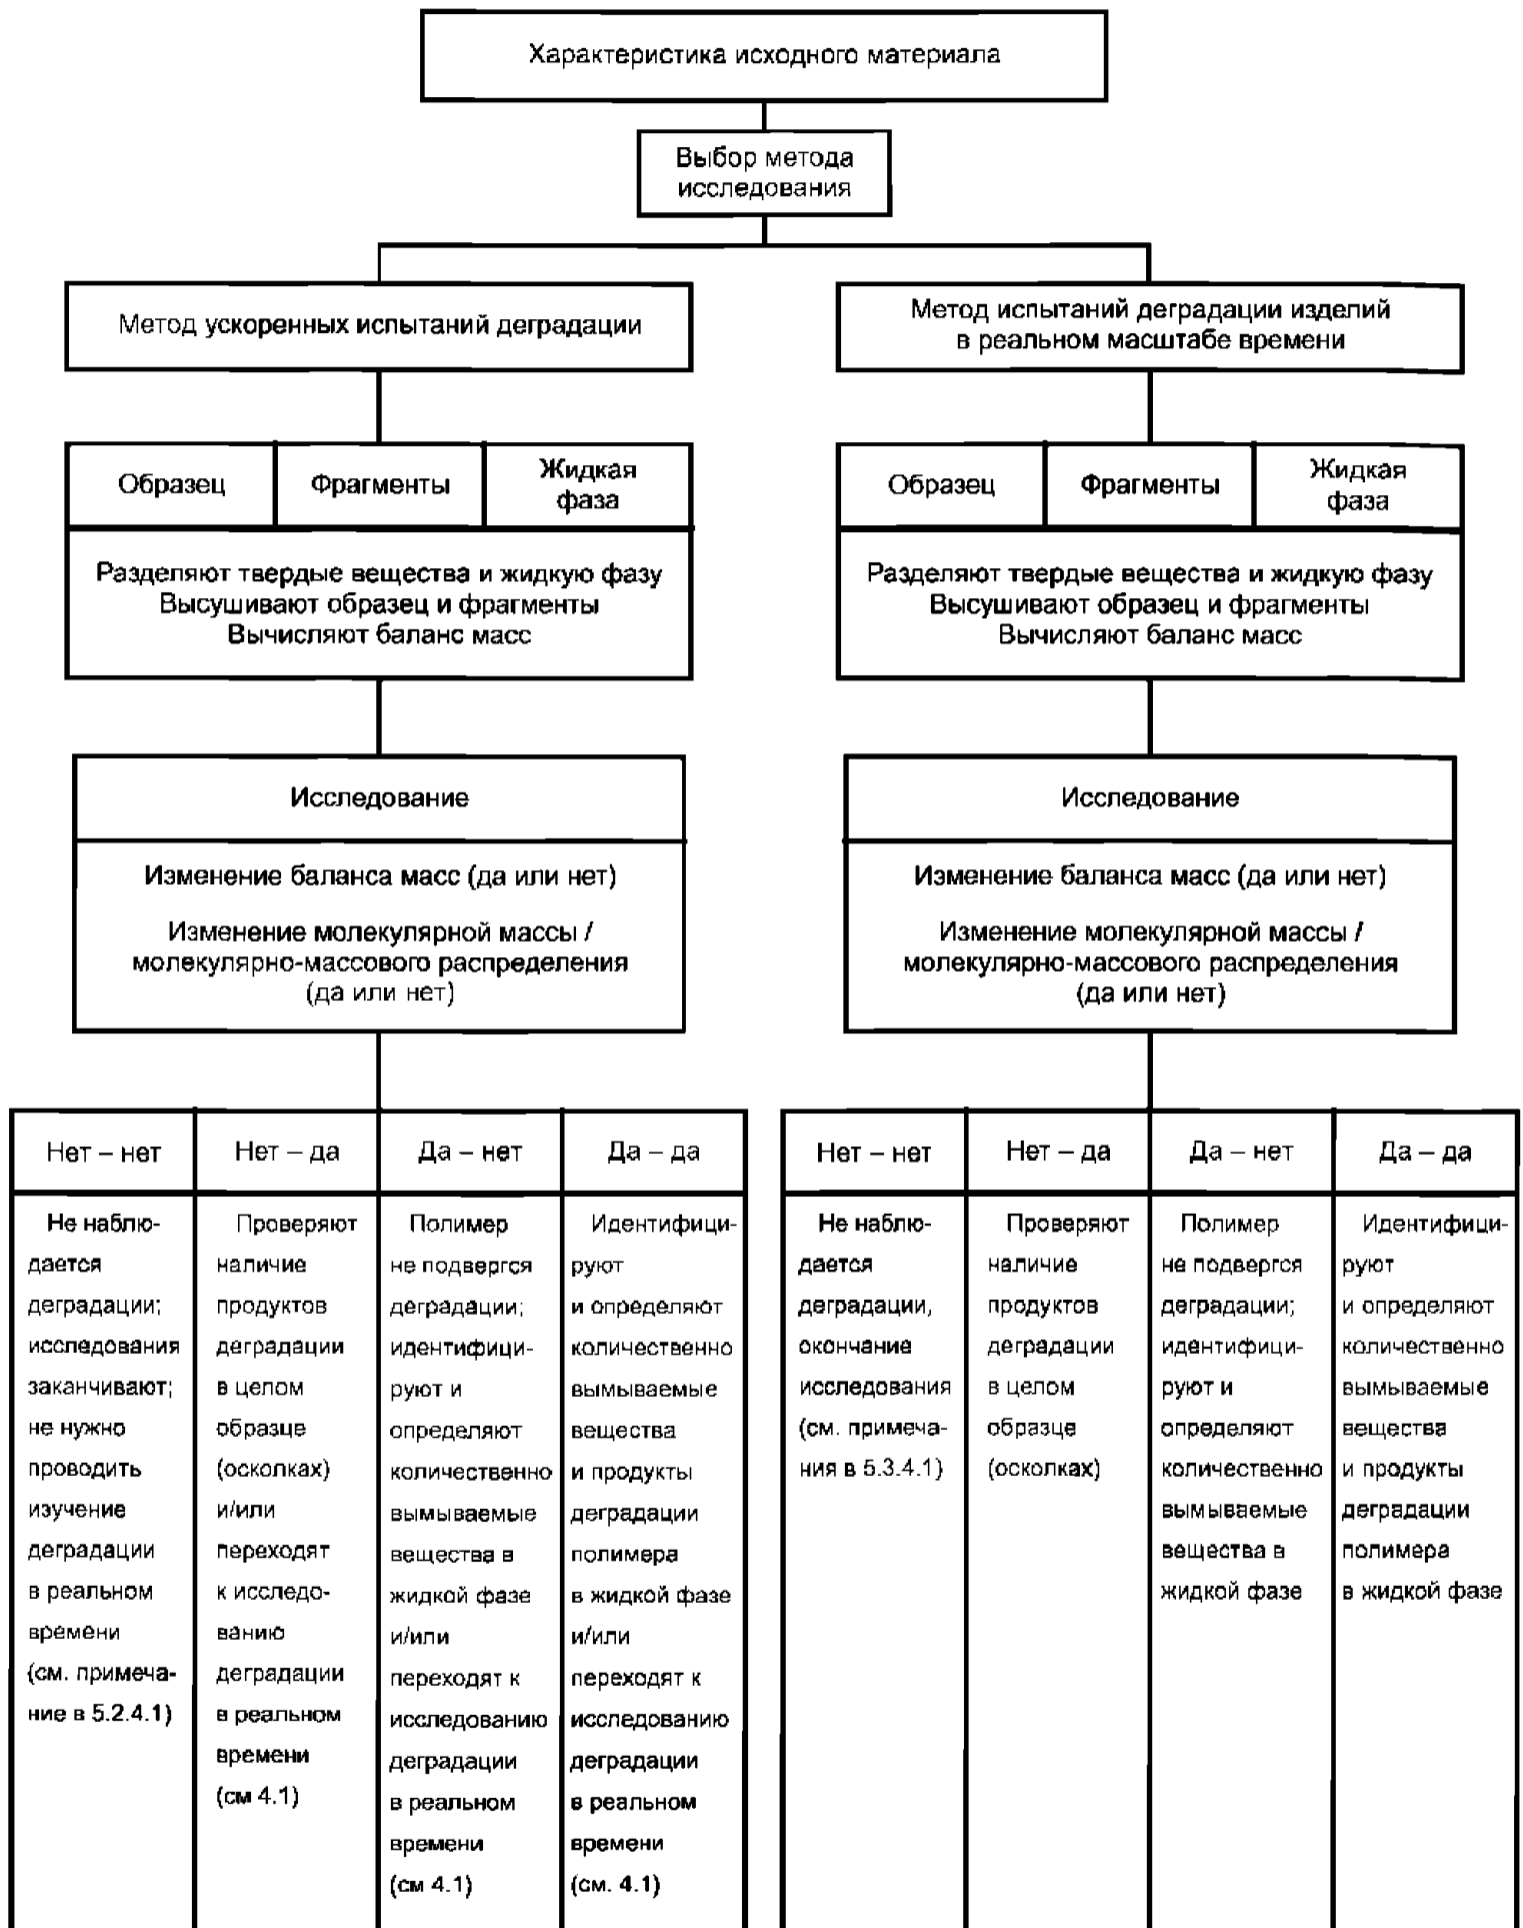 Характеристика исходного материала
Выбор метода
исследования
Метод ускоренных испытаний деградации
Метод испытаний деградации изделий
в реальном масштабе времени
Образец
Фрагменты
Жидкая
фаза
Образец
Фрагменты
Жидкая
фаза
Разделяют твердые вещества и жидкую фазу
Высушивают образец и фрагменты
Вычисляют баланс масс
Разделяют твердые вещества и жидкую фазу
Высушивают образец и фрагменты
Вычисляют баланс масс
Исследование
Изменение баланса масс (да или нет)
Изменение молекулярной массы /
молекулярно-массового распределения
(да или нет)
Исследование
Изменение баланса масс (да или нет)
Изменение молекулярной массы /
молекулярно-массового распределения
(да или нет)
Нет – нет
Не наблю-
дается
деградации;
исследования
заканчивают;
не нужно
проводить
изучение
деградации
в реальном
времени
(см. примеча-
ние в 5.2.4.1)
Нет – да
Проверяют
наличие
продуктов
деградации
в целом
образце
(осколках)
и/или
переходят
к исследо-
ванию
деградации
в реальном
времени
(см 4.1)
Да – нет
Полимер
не подвергся
деградации;
идентифици-
руют и
определяют
количественно
вымываемые
вещества в
жидкой фазе
и/или
переходят к
исследованию
деградации
в реальном
времени
(см 4.1)
Да – да
Идентифици-
руют
и определяют
количественно
вымываемые
вещества
и продукты
деградации
полимера
в жидкой фазе
и/или
переходят к
исследованию
деградации
в реальном
времени
(см. 4.1)
Нет – нет
Не наблю-
дается
деградации,
окончание
исследования
(см. примеча-
ния в 5.3.4.1)
Нет – да
Проверяют
наличие
продуктов
деградации
в целом
образце
(осколках)
Да – нет
Полимер
не подвергся
деградации;
идентифици-
руют и
определяют
количественно
вымываемые
вещества в
жидкой фазе
Да – да
Идентифици-
руют
и определяют
количественно
вымываемые
вещества
и продукты
деградации
полимера
в жидкой фазе